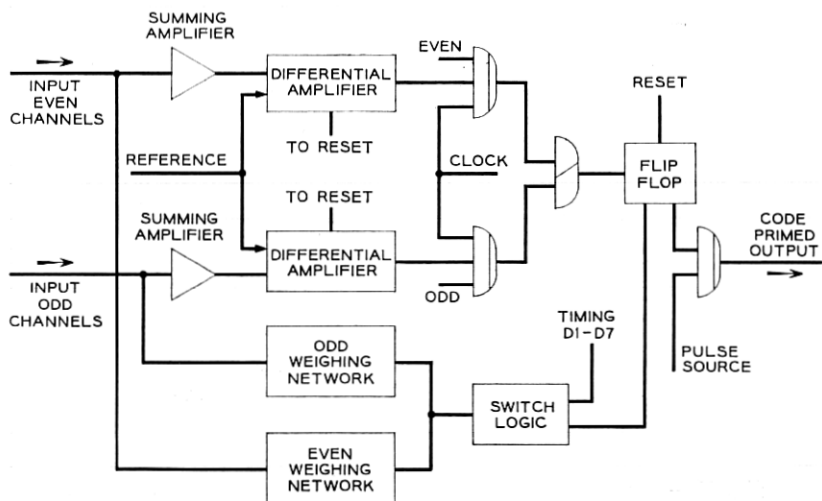 SUMMING
AMPLIFIER
INPUT
EVEN
CHANNELS
DIFFERENTIAL
AMPLIFIER
EVEN
TO RESET
REFERENCE
CLOCK
RESET
FLIP
FLOP
TO RESET
SUMMING
AMPLIFIER
DIFFERENTIAL
AMPLIFIER
INPUT
ODD
CHANNELS
ODD
CODE
PRIMED
OUTPUT
TIMING
D1-D7
PULSE
SOURCE
ODD
WEIGHING
NETWORK
SWITCH
LOGIC
EVEN
WEIGHING
NETWORK